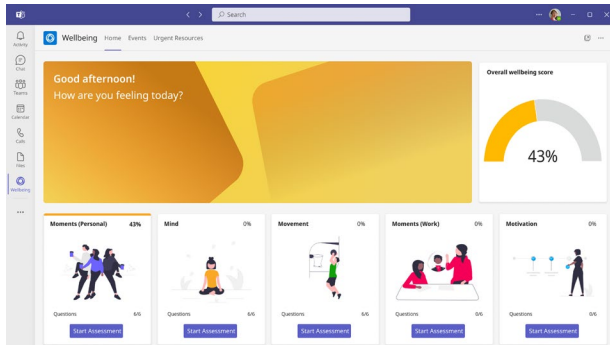 Search
Wellbeing Home Events Urgent Resources
Activity
Chat
Teams
Calendar
Calls
Files
Wellbeing
Good afternoon!
How are you feeling today?
Overall wellbeing score
43%
Moments (Personal) 43%
Questions 6/6
Start Assessment
Mind 0%
Questions 6/6
Start Assessment
Movement 0%
Questions 6/6
Start Assessment
Moments (Work) 0%
Questions 0/6
Start Assessment
Motivation 0%
Questions 0/6
Start Assessment